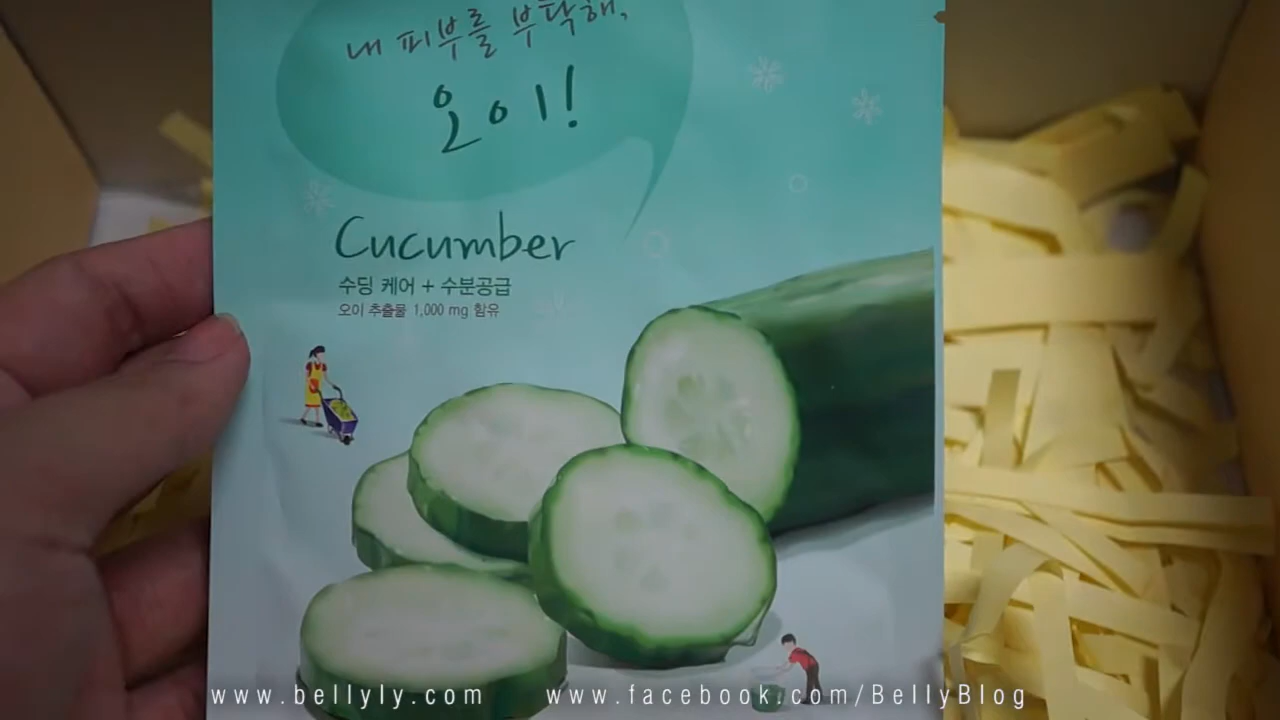 내 피부를 부탁해,
오이!
Cucumber
수딩 케어 + 수분공급
오이 추출물 1,000 mg 함유
www.bellyly.com www.facebook.com/BellyBlog